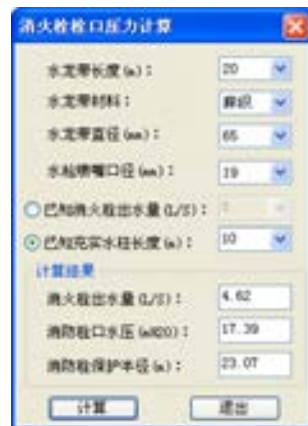 消火栓栓口压力计算
水龙带长度(m)： 20
水龙带材料： 麻织
水龙带直径(mm)： 65
水枪喷嘴口径(mm)： 19
已知消火栓出水量(L/S)：
已知充实水柱长度(m)： 10
计算结果
消火栓出水量(L/S)： 4.62
消防栓口水压(mH2O)： 17.39
消防栓保护半径(m)： 23.07
计算 退出